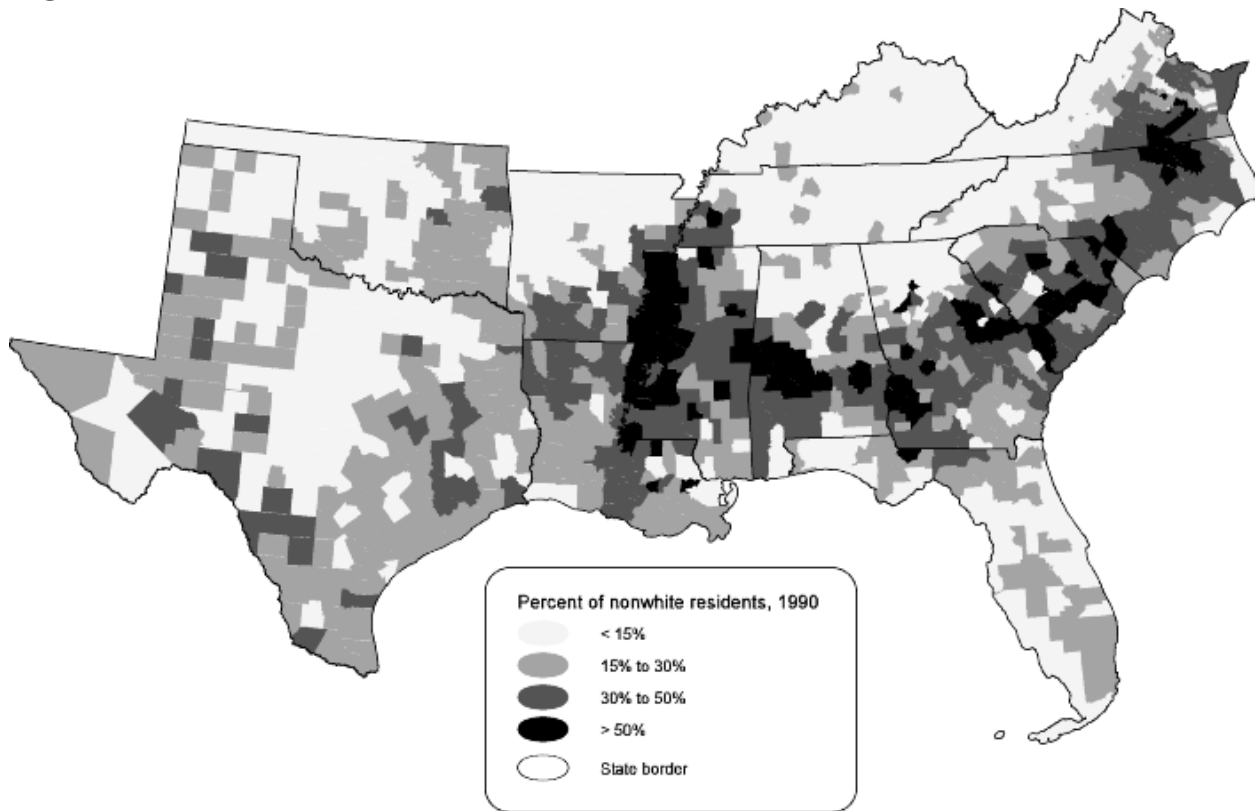 Percent of nonwhite residents, 1990
< 15%
15% to 30%
30% to 50%
> 50%
State border